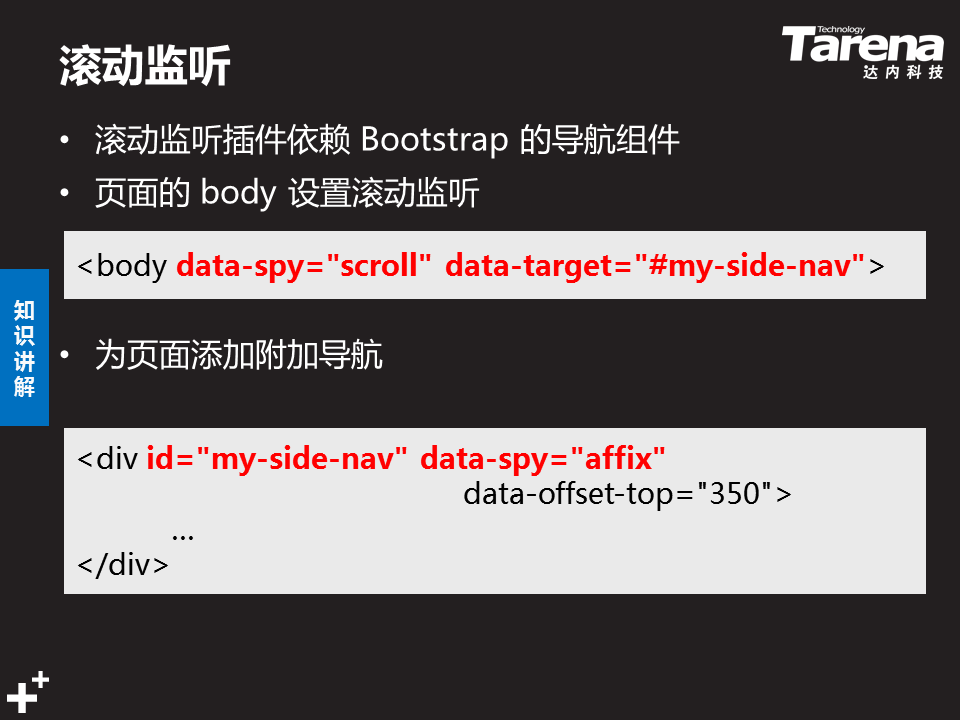 滚动监听
Technology
Tarena
达内科技
• 滚动监听插件依赖 Bootstrap 的导航组件
• 页面的 body 设置滚动监听
<body data-spy="scroll" data-target="#my-side-nav">
知识讲解
• 为页面添加附加导航
<div id="my-side-nav" data-spy="affix"
data-offset-top="350">
...
</div>